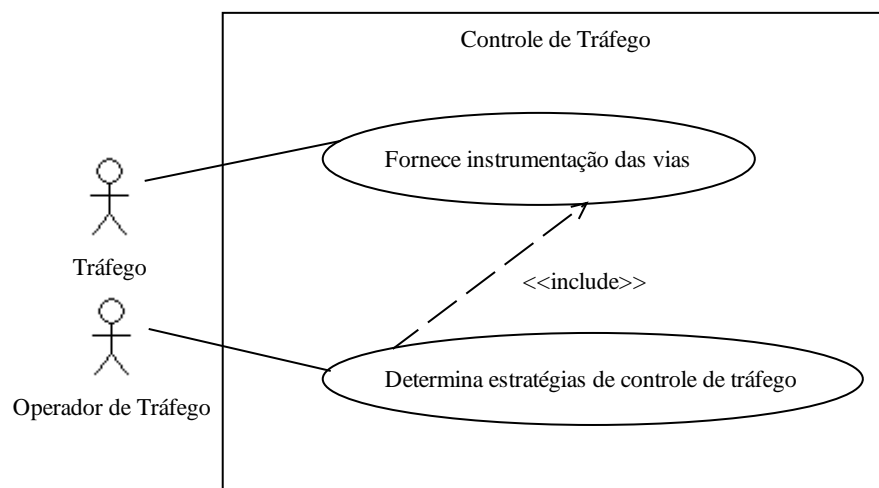 Controle de Tráfego
Fornece instrumentação das vias
Tráfego
<<include>>
Determina estratégias de controle de tráfego
Operador de Tráfego